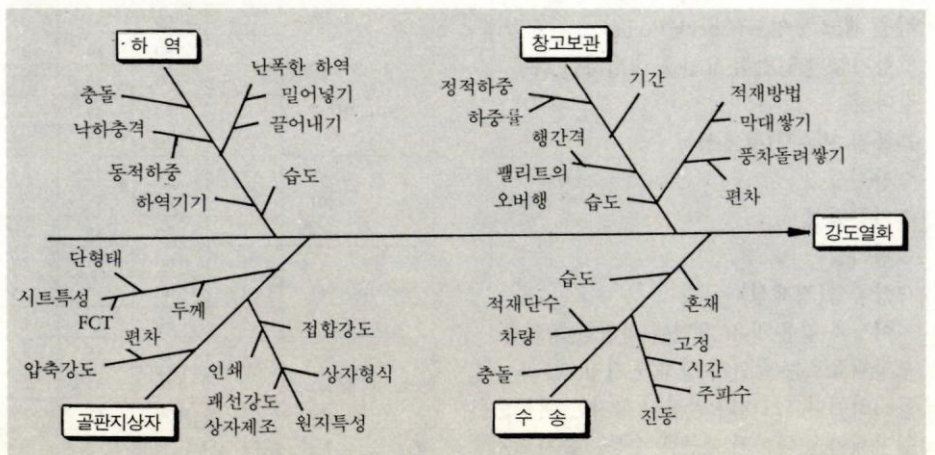 하 역
창고보관
난폭한 하역
밀어넣기
끌어내기
충돌
낙하충격
동적하중
하역기기
습도
정적하중
하중률
기간
행간격
팰리트의
오버행
습도
적재방법
막대쌓기
풍차돌려쌓기
편차
강도열화
단형태
시트특성
FCT
두께
편차
압축강도
골판지상자
접합강도
인쇄
상자형식
괘선강도
상자제조
원지특성
습도
적재단수
차량
충돌
수 송
혼재
고정
시간
주파수
진동